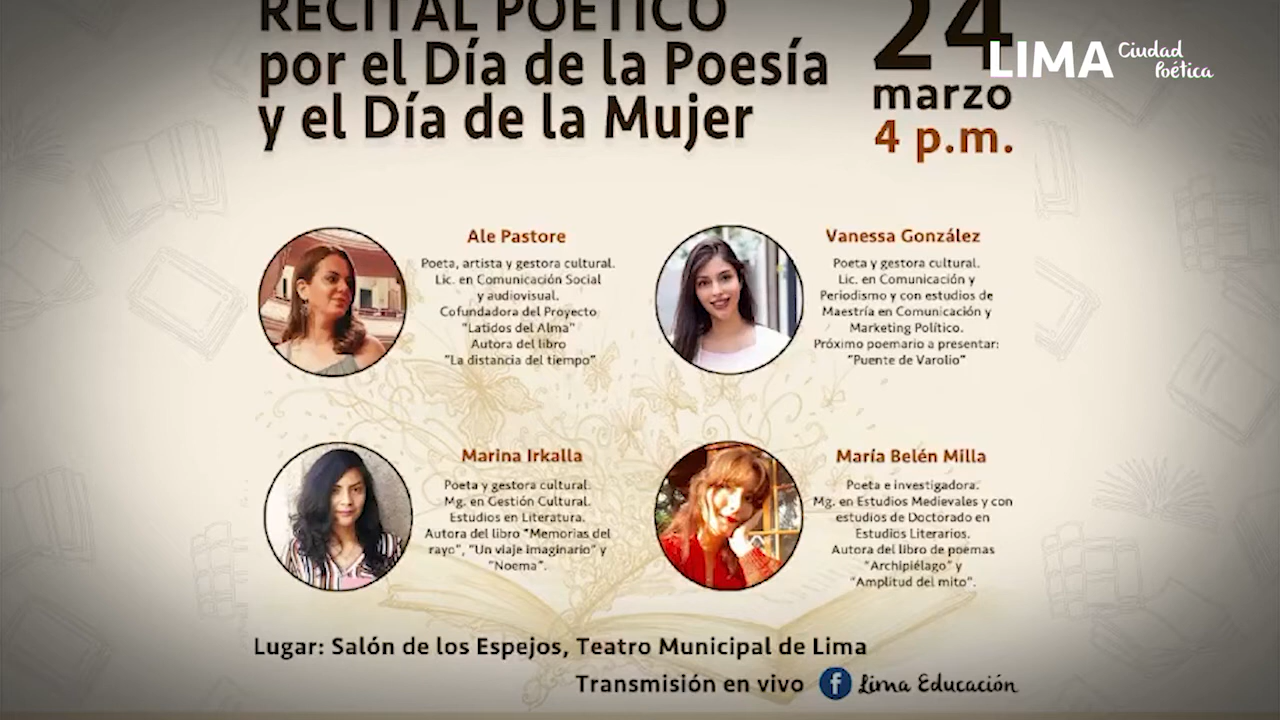 RECITAL POÉTICO
por el Día de la Poesía
y el Día de la Mujer
24
marzo
4 p.m.
LIMA Ciudad
Poética
Ale Pastore
Poeta, artista y gestora cultural.
Lic. en Comunicación Social
y audiovisual.
Cofundadora del Proyecto
"Latidos del Alma"
Autora del libro
"La distancia del tiempo"
Vanessa González
Poeta y gestora cultural.
Lic. en Comunicación y
Periodismo y con estudios de
Maestría en Comunicación y
Marketing Político.
Próximo poemario a presentar:
"Puente de Varolio"
Marina Irkalla
Poeta y gestora cultural.
Mg. en Gestión Cultural.
Estudios en Literatura.
Autora del libro "Memorias del
rayo", "Un viaje imaginario" y
"Noema".
María Belén Milla
Poeta e investigadora.
Mg. en Estudios Medievales y con
estudios de Doctorado en
Estudios Literarios.
Autora del libro de poemas
"Archipiélago" y
"Amplitud del mito".
Lugar: Salón de los Espejos, Teatro Municipal de Lima
Transmisión en vivo f Lima Educación